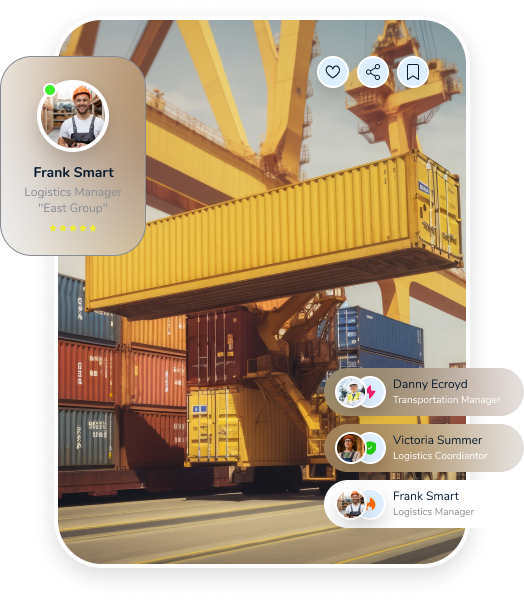 Frank Smart
Logistics Manager
"East Group"
Danny Ecroyd
Transportation Manager
Victoria Summer
Logistics Coordiantor
Frank Smart
Logistics Manager